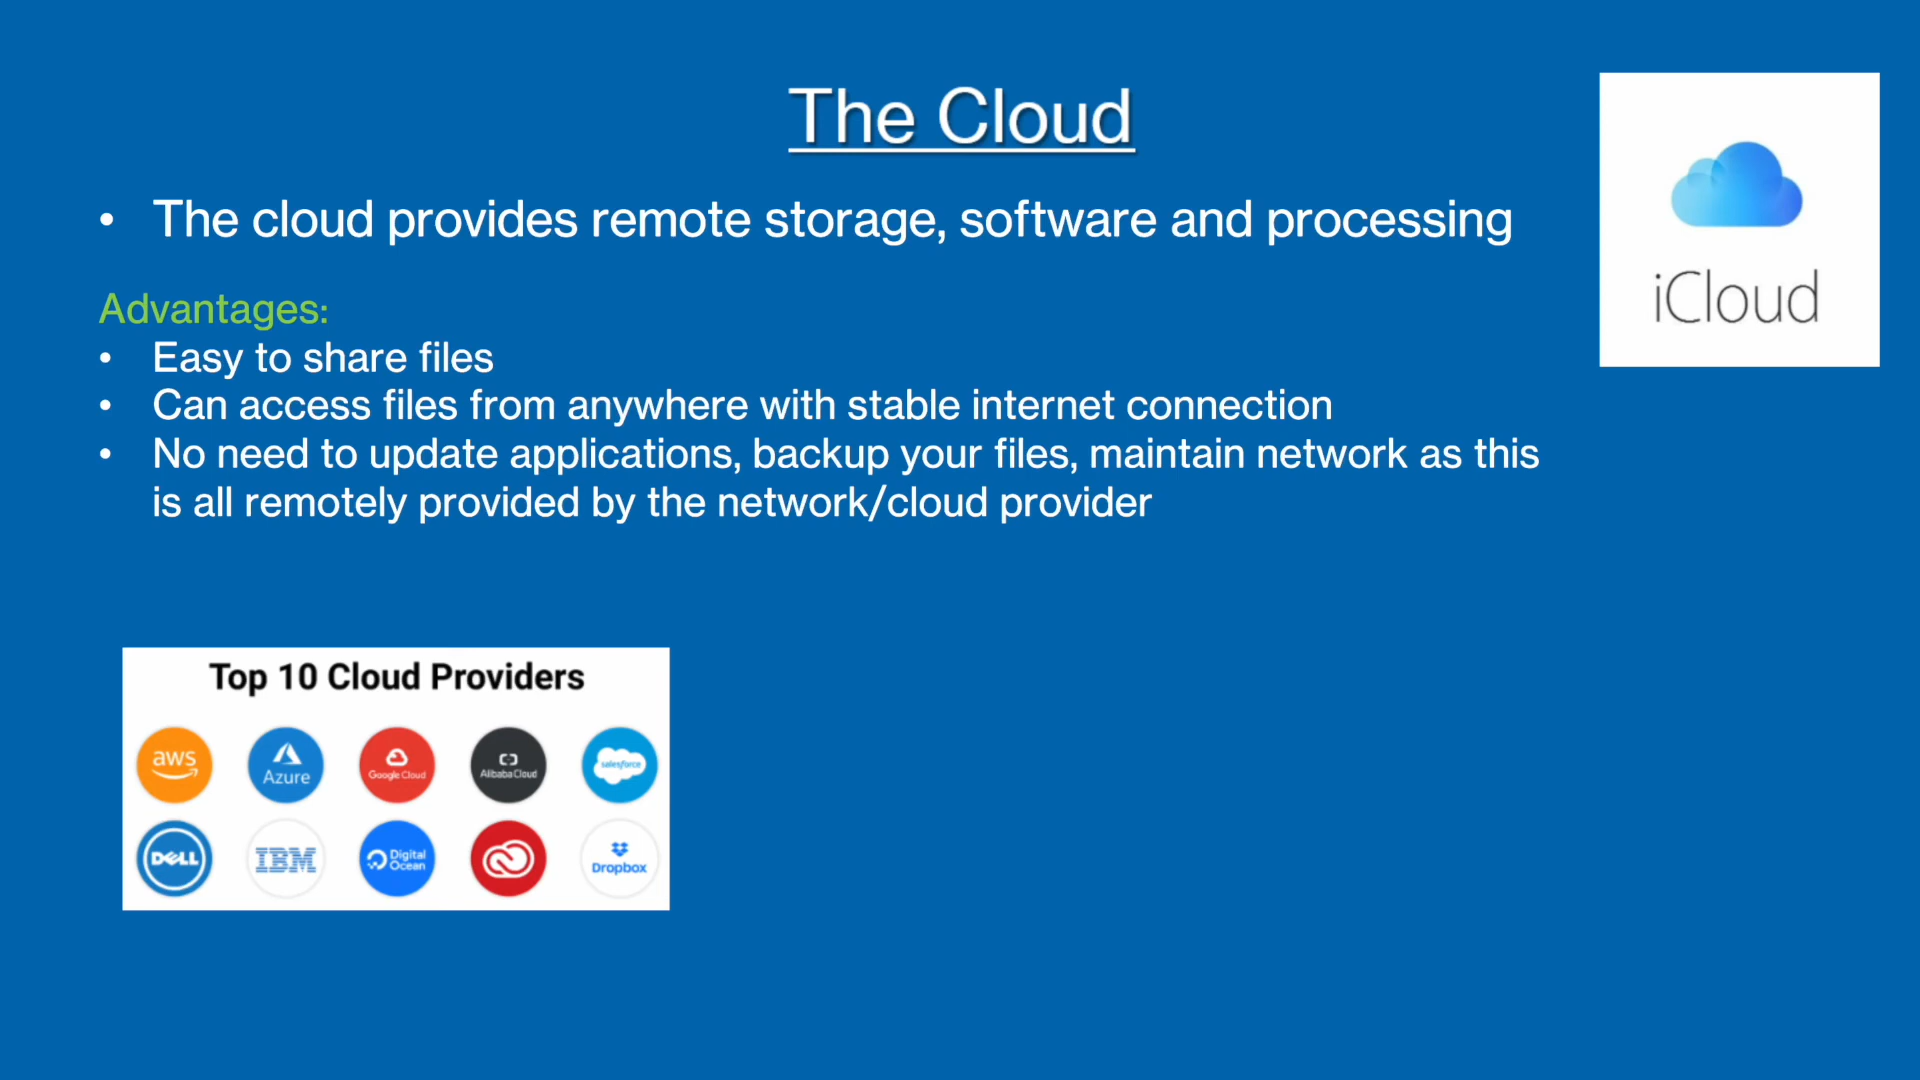 The Cloud
• The cloud provides remote storage, software and processing
iCloud
Advantages:
• Easy to share files
• Can access files from anywhere with stable internet connection
• No need to update applications, backup your files, maintain network as this
is all remotely provided by the network/cloud provider
Top 10 Cloud Providers
aws
Azure
Google Cloud
Alibaba Cloud
salesforce
DELL
IBM
Digital
Ocean
Dropbox